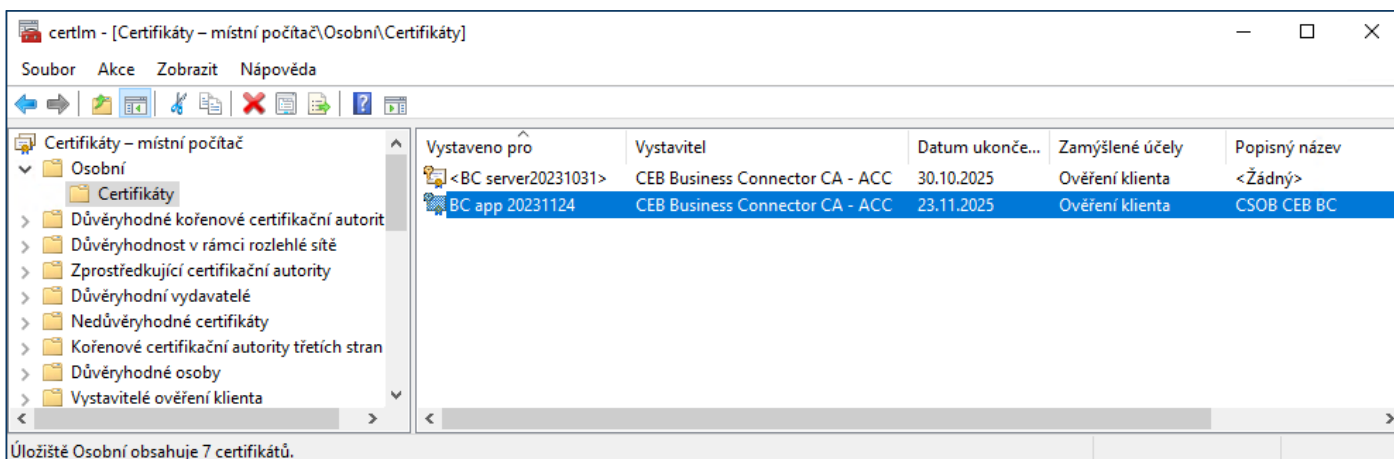 certlm - [Certifikáty – místní počítač\Osobní\Certifikáty]
Soubor Akce Zobrazit Nápověda
Certifikáty – místní počítač
Osobní
Certifikáty
Důvěryhodné kořenové certifikační autorit
Důvěryhodnost v rámci rozlehlé sítě
Zprostředkující certifikační autority
Důvěryhodní vydavatelé
Nedůvěryhodné certifikáty
Kořenové certifikační autority třetích stran
Důvěryhodné osoby
Vystavitelé ověření klienta
Vystaveno pro Vystavitel Datum ukonče... Zamýšlené účely Popisný název
<BC server20231031> CEB Business Connector CA - ACC 30.10.2025 Ověření klienta <Žádný>
BC app 20231124 CEB Business Connector CA - ACC 23.11.2025 Ověření klienta CSOB CEB BC
Úložiště Osobní obsahuje 7 certifikátů.